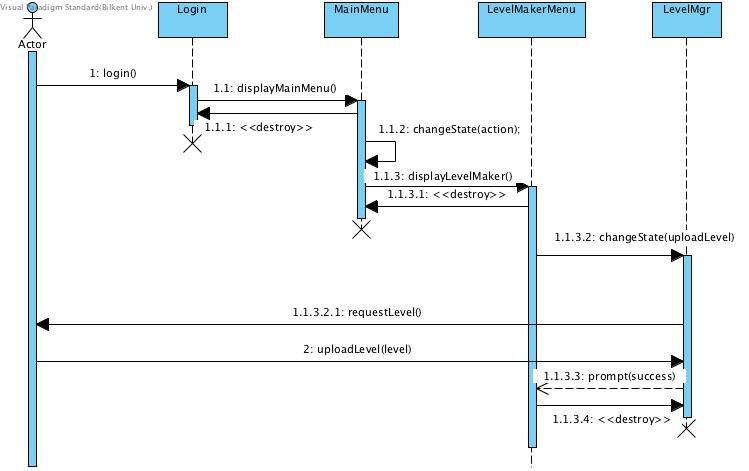 Visual Paradigm Standard(Bilkent Univ.)
Login
MainMenu
LevelMakerMenu
LevelMgr
Actor
1: login()
1.1: displayMainMenu()
1.1.1: <<destroy>>
1.1.2: changeState(action);
1.1.3: displayLevelMaker()
1.1.3.1: <<destroy>>
1.1.3.2: changeState(uploadLevel)
1.1.3.2.1: requestLevel()
2: uploadLevel(level)
1.1.3.3: prompt(success)
1.1.3.4: <<destroy>>